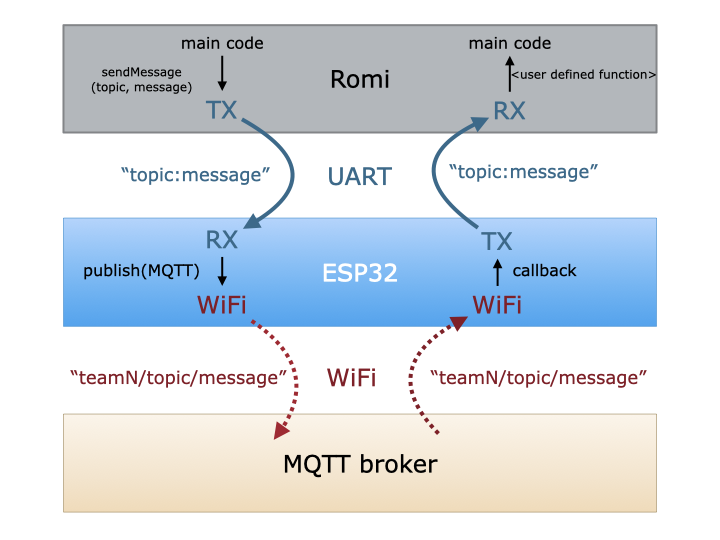 main code
main code
sendMessage
(topic, message)
Romi
<user defined function>
TX
RX
“topic:message”
UART
“topic:message”
RX
TX
publish(MQTT)
ESP32
callback
WiFi
WiFi
“teamN/topic/message”
WiFi
“teamN/topic/message”
MQTT broker